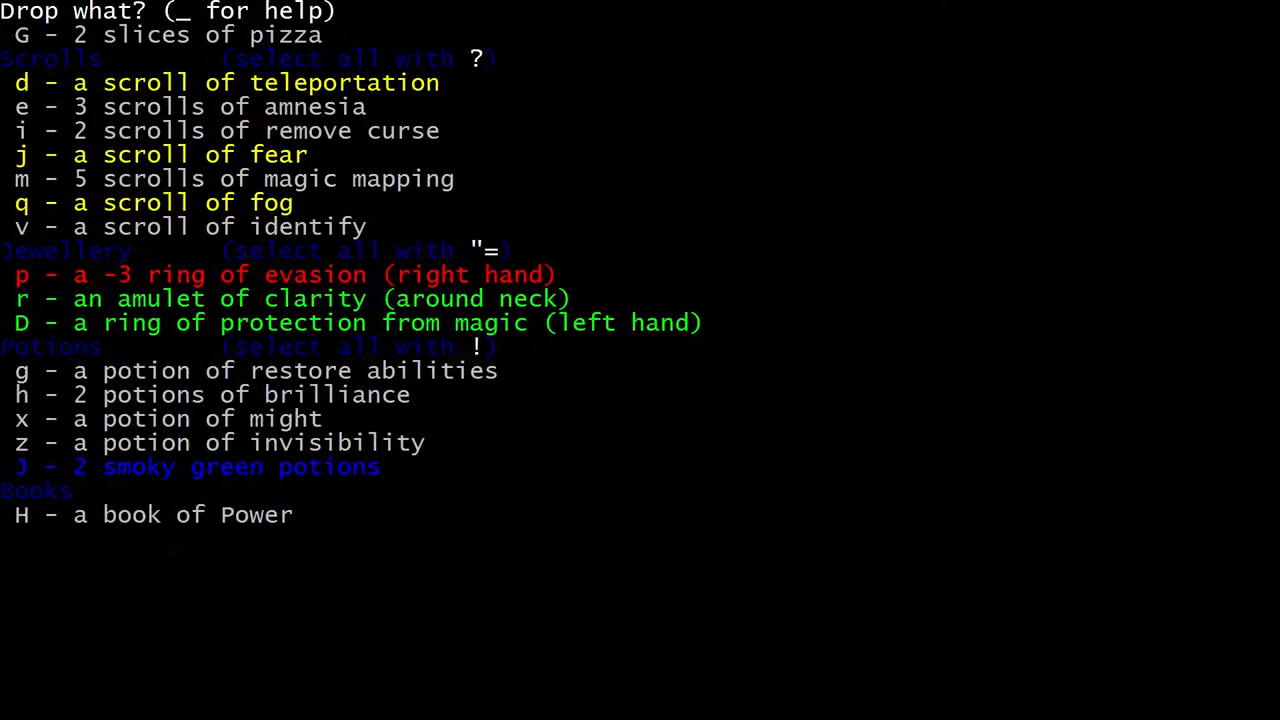 Drop what? (_ for help)
G - 2 slices of pizza
Scrolls (select all with ?)
d - a scroll of teleportation
e - 3 scrolls of amnesia
i - 2 scrolls of remove curse
j - a scroll of fear
m - 5 scrolls of magic mapping
q - a scroll of fog
v - a scroll of identify
Jewellery (select all with "=)
p - a -3 ring of evasion (right hand)
r - an amulet of clarity (around neck)
D - a ring of protection from magic (left hand)
Potions (select all with !)
g - a potion of restore abilities
h - 2 potions of brilliance
x - a potion of might
z - a potion of invisibility
J - 2 smoky green potions
Books
H - a book of Power